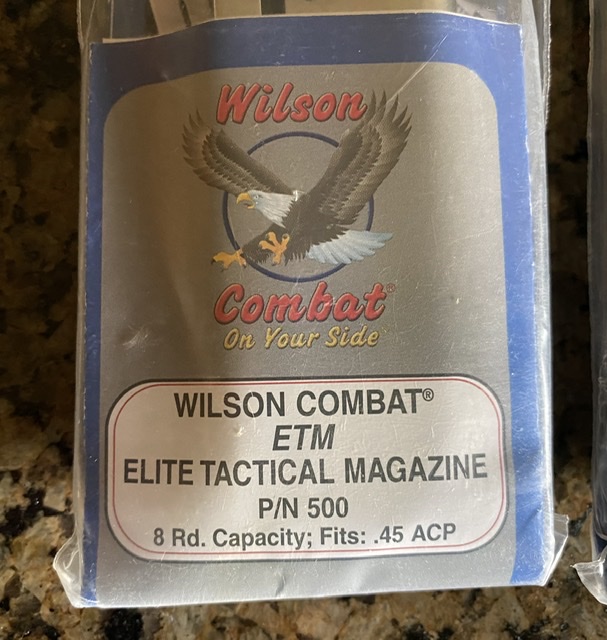 Wilson
Combat®
On Your Side
WILSON COMBAT®
ETM
ELITE TACTICAL MAGAZINE
P/N 500
8 Rd. Capacity; Fits: .45 ACP